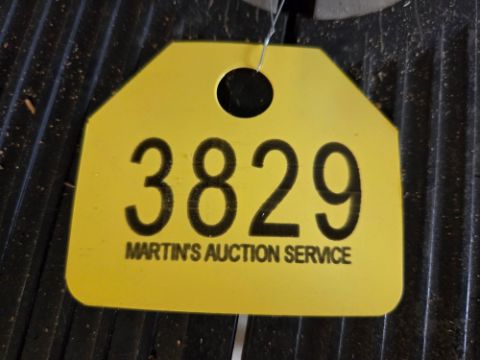 3829
MARTIN'S AUCTION SERVICE